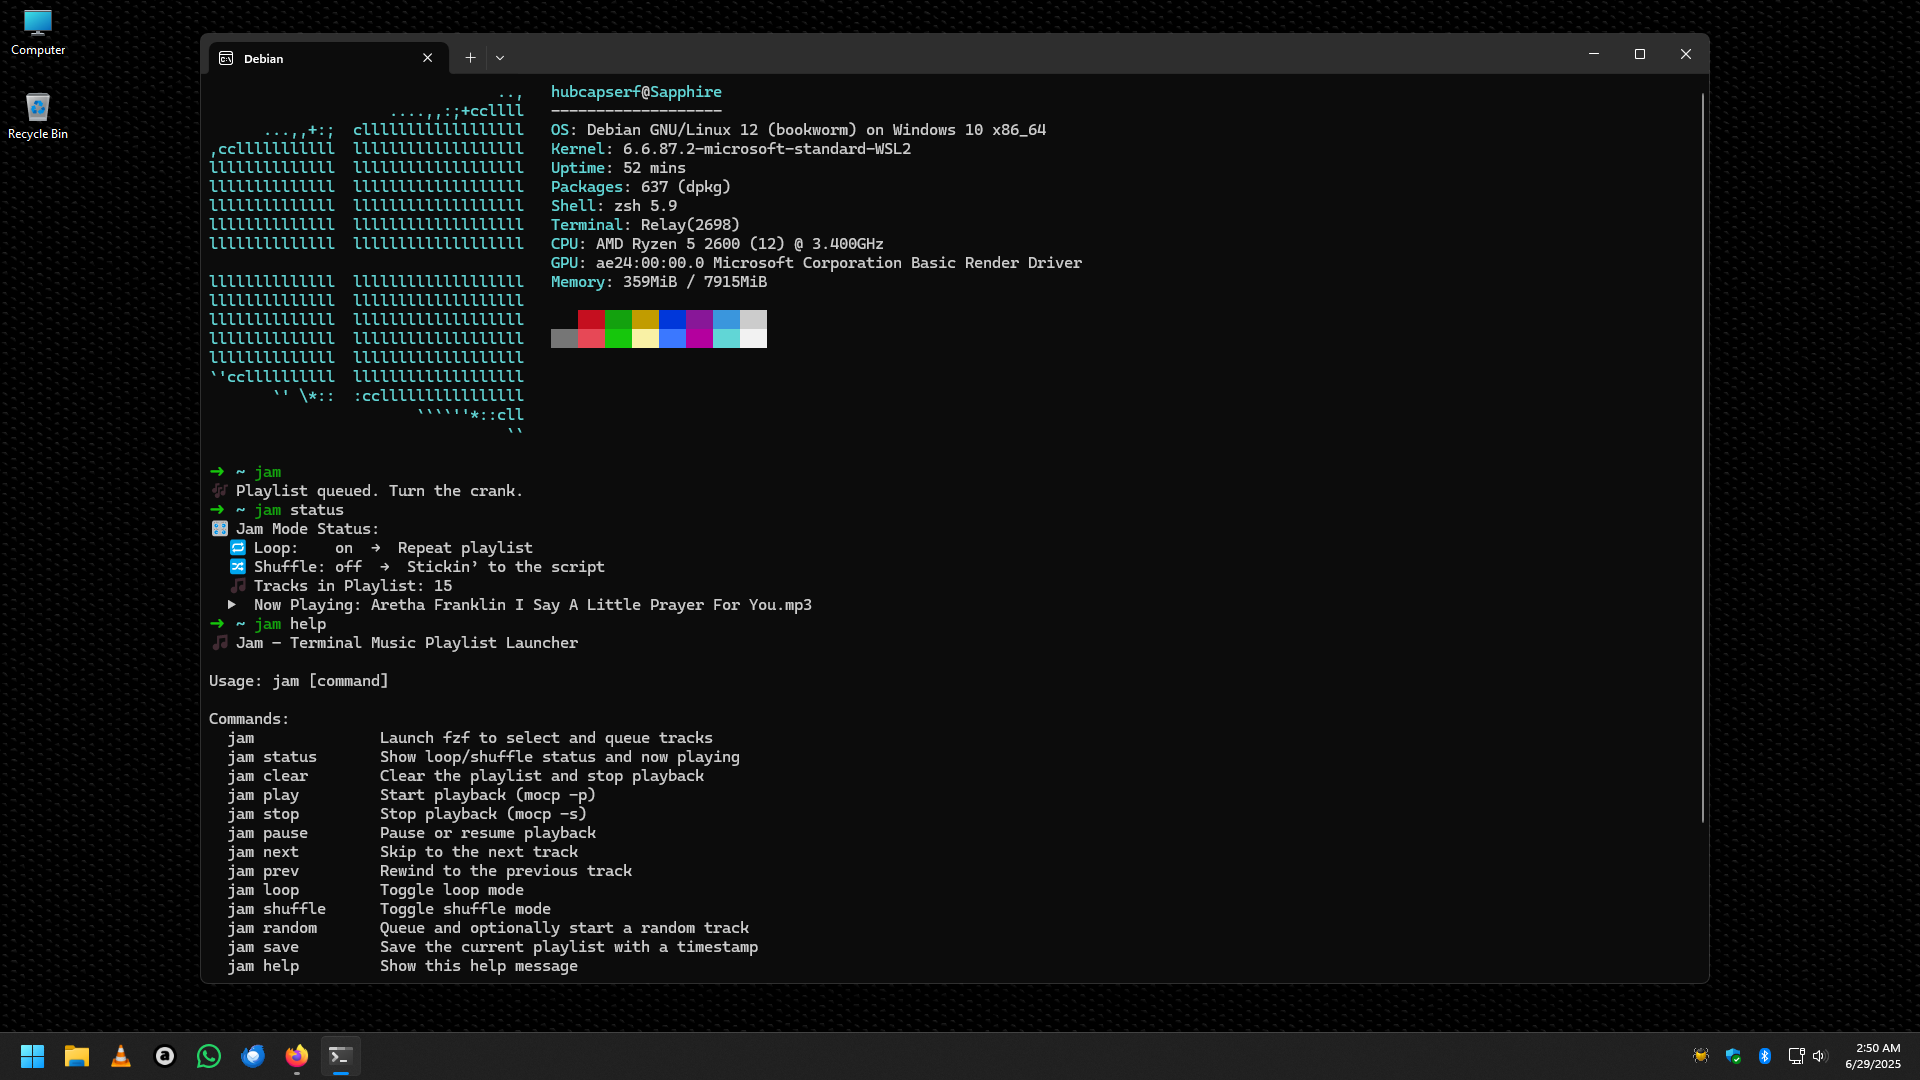 Computer
Recycle Bin
Debian
..,
....,,:;+ccllll
...,,+:;  cllllllllllllllllll
,cclllllllllll  lllllllllllllllllll
llllllllllllll  lllllllllllllllllll
llllllllllllll  lllllllllllllllllll
llllllllllllll  lllllllllllllllllll
llllllllllllll  lllllllllllllllllll
llllllllllllll  lllllllllllllllllll
llllllllllllll  lllllllllllllllllll
llllllllllllll  lllllllllllllllllll
llllllllllllll  lllllllllllllllllll
llllllllllllll  lllllllllllllllllll
llllllllllllll  lllllllllllllllllll
`'ccllllllllll  lllllllllllllllllll
`' \*::  :ccllllllllllllllll
````''*::cll
``
hubcapserf@Sapphire
-------------------
OS: Debian GNU/Linux 12 (bookworm) on Windows 10 x86_64
Kernel: 6.6.87.2-microsoft-standard-WSL2
Uptime: 52 mins
Packages: 637 (dpkg)
Shell: zsh 5.9
Terminal: Relay(2698)
CPU: AMD Ryzen 5 2600 (12) @ 3.400GHz
GPU: ae24:00:00.0 Microsoft Corporation Basic Render Driver
Memory: 359MiB / 7915MiB
➜ ~ jam
🎶 Playlist queued. Turn the crank.
➜ ~ jam status
🎛 Jam Mode Status:
🔁 Loop:    on  →  Repeat playlist
🔀 Shuffle: off  →  Stickin’ to the script
🎵 Tracks in Playlist: 15
▶ Now Playing: Aretha Franklin I Say A Little Prayer For You.mp3
➜ ~ jam help
🎵 Jam — Terminal Music Playlist Launcher
Usage: jam [command]
Commands:
jam              Launch fzf to select and queue tracks
jam status       Show loop/shuffle status and now playing
jam clear        Clear the playlist and stop playback
jam play         Start playback (mocp -p)
jam stop         Stop playback (mocp -s)
jam pause        Pause or resume playback
jam next         Skip to the next track
jam prev         Rewind to the previous track
jam loop         Toggle loop mode
jam shuffle      Toggle shuffle mode
jam random       Queue and optionally start a random track
jam save         Save the current playlist with a timestamp
jam help         Show this help message
2:50 AM
6/29/2025